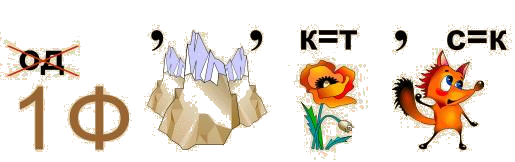 од
1Ф
,
,
к=т
,
с=к